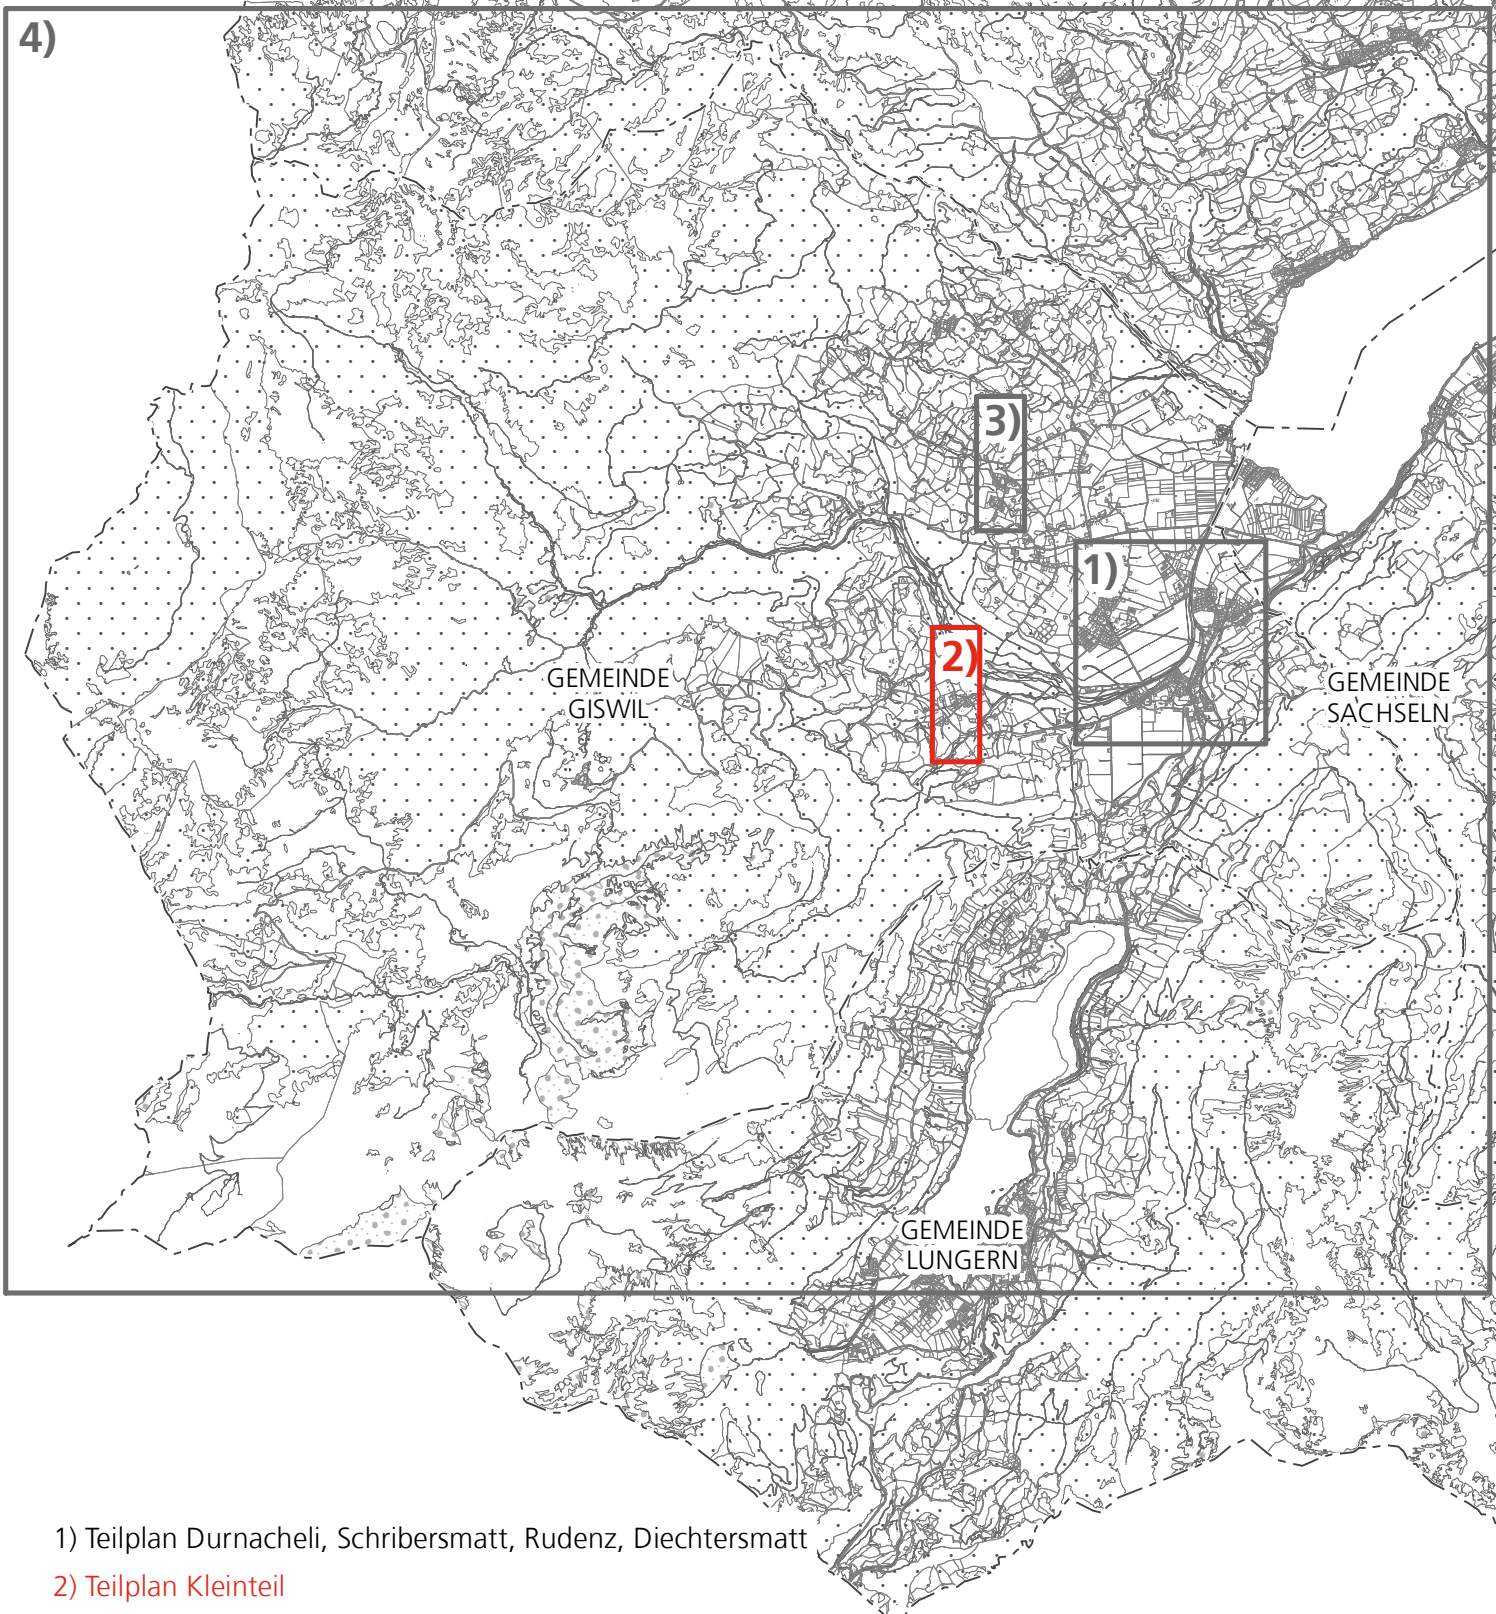 4)
3)
1)
2)
GEMEINDE
GISWIL
GEMEINDE
SACHSELN
GEMEINDE
LUNGERN
1) Teilplan Durnacheli, Schribersmatt, Rudenz, Diechtersmatt
2) Teilplan Kleinteil